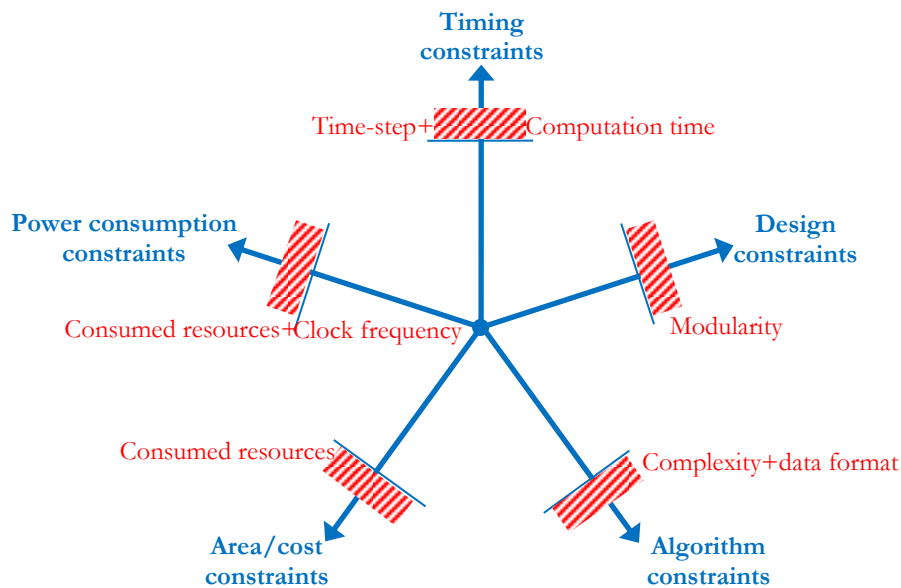 Timing
constraints
Time-step+ Computation time
Power consumption
constraints
Design
constraints
Consumed resources+Clock frequency
Modularity
Consumed resources
Complexity+data format
Area/cost
constraints
Algorithm
constraints